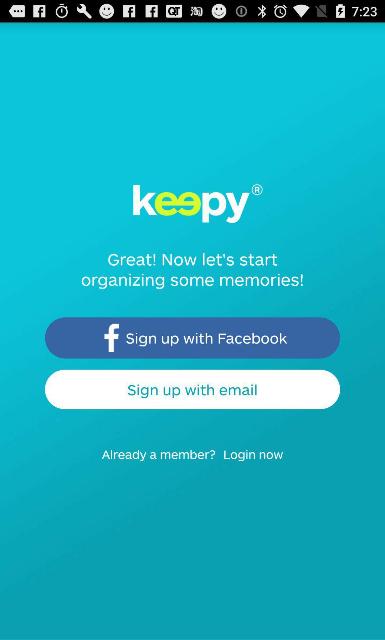 7:23
keepy®
Great! Now let's start
organizing some memories!
f Sign up with Facebook
Sign up with email
Already a member? Login now